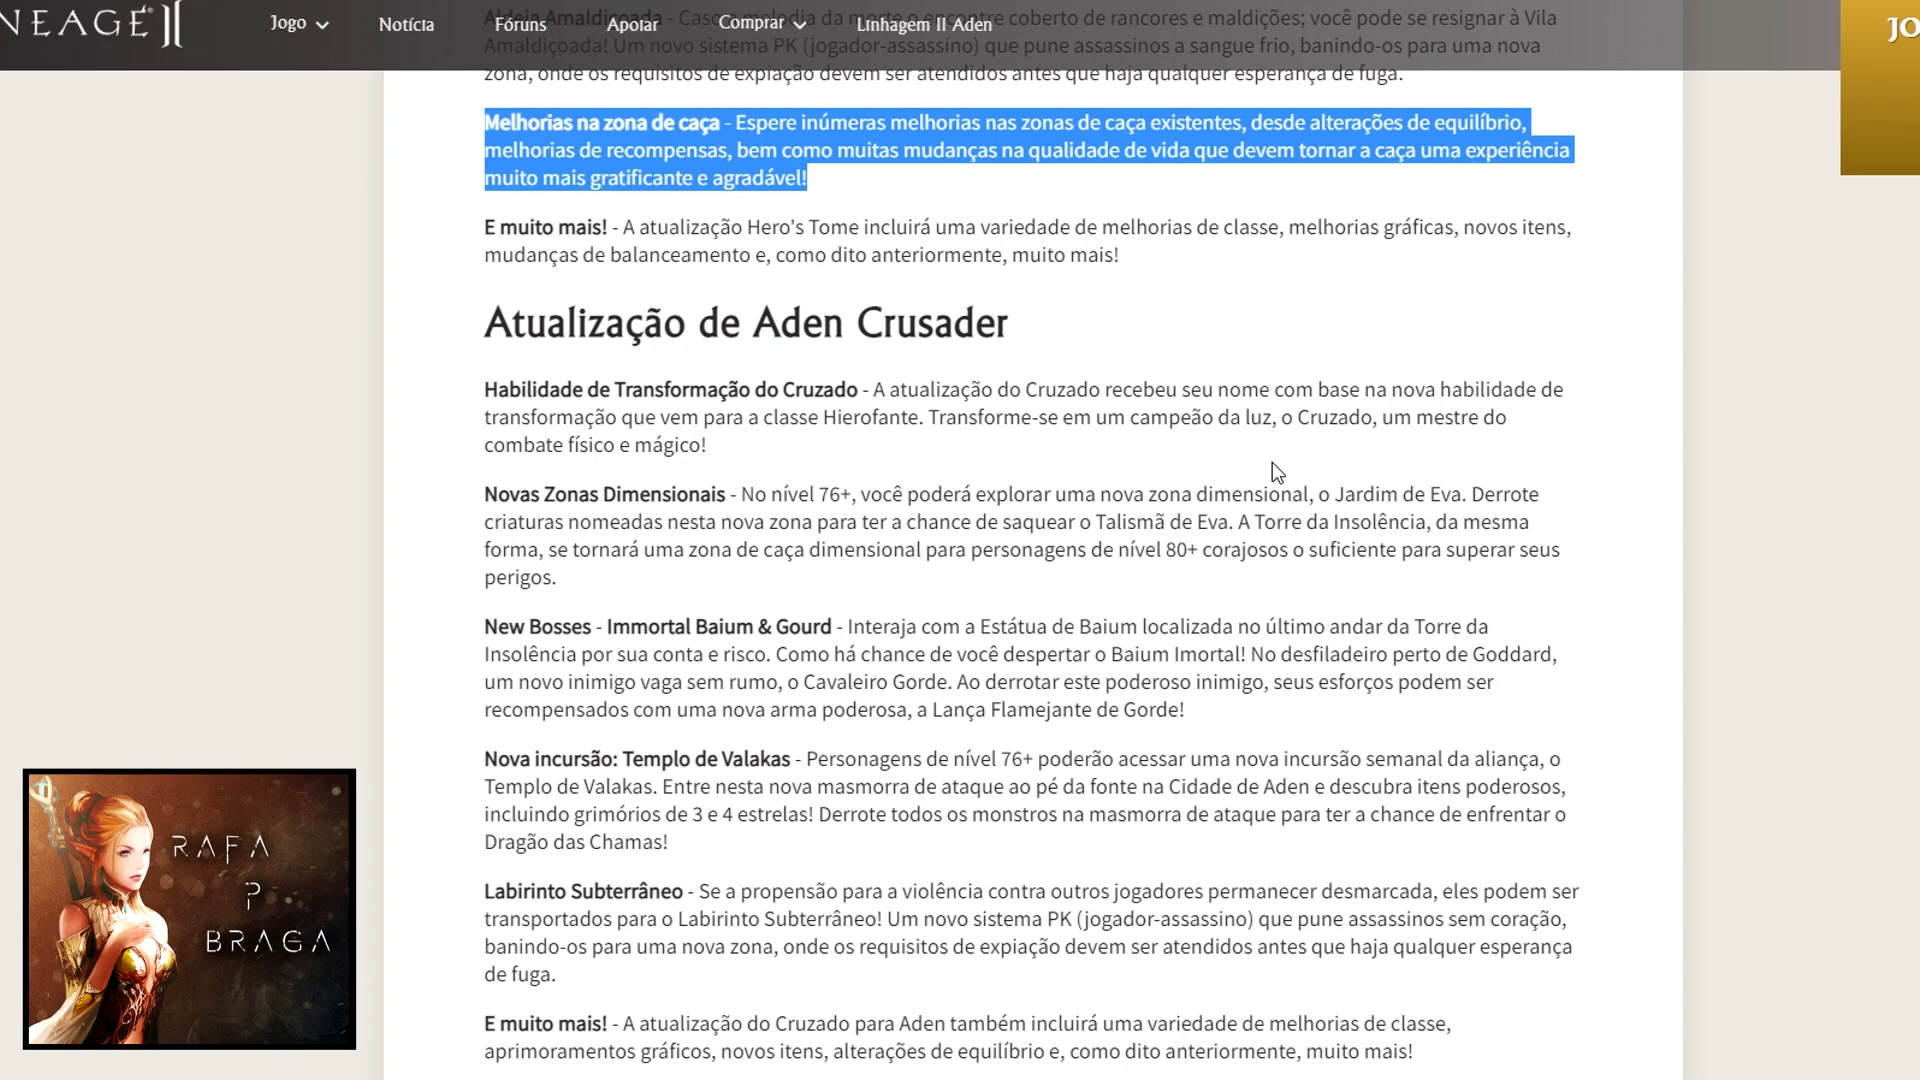 NEAGE II
Jogo
Notícia
Fóruns
Apoiar
Comprar
Linhagem II Aden
JO
Aldeia Amaldiçoada - Caso a melodia da morte o encontre coberto de rancores e maldições; você pode se resignar à Vila
Amaldiçoada! Um novo sistema PK (jogador-assassino) que pune assassinos a sangue frio, banindo-os para uma nova
zona, onde os requisitos de expiação devem ser atendidos antes que haja qualquer esperança de fuga.
Melhorias na zona de caça - Espere inúmeras melhorias nas zonas de caça existentes, desde alterações de equilíbrio,
melhorias de recompensas, bem como muitas mudanças na qualidade de vida que devem tornar a caça uma experiência
muito mais gratificante e agradável!
E muito mais! - A atualização Hero's Tome incluirá uma variedade de melhorias de classe, melhorias gráficas, novos itens,
mudanças de balanceamento e, como dito anteriormente, muito mais!
Atualização de Aden Crusader
Habilidade de Transformação do Cruzado - A atualização do Cruzado recebeu seu nome com base na nova habilidade de
transformação que vem para a classe Hierofante. Transforme-se em um campeão da luz, o Cruzado, um mestre do
combate físico e mágico!
Novas Zonas Dimensionais - No nível 76+, você poderá explorar uma nova zona dimensional, o Jardim de Eva. Derrote
criaturas nomeadas nesta nova zona para ter a chance de saquear o Talismã de Eva. A Torre da Insolência, da mesma
forma, se tornará uma zona de caça dimensional para personagens de nível 80+ corajosos o suficiente para superar seus
perigos.
New Bosses - Immortal Baium & Gourd - Interaja com a Estátua de Baium localizada no último andar da Torre da
Insolência por sua conta e risco. Como há chance de você despertar o Baium Imortal! No desfiladeiro perto de Goddard,
um novo inimigo vaga sem rumo, o Cavaleiro Gorde. Ao derrotar este poderoso inimigo, seus esforços podem ser
recompensados com uma nova arma poderosa, a Lança Flamejante de Gorde!
Nova incursão: Templo de Valakas - Personagens de nível 76+ poderão acessar uma nova incursão semanal da aliança, o
Templo de Valakas. Entre nesta nova masmorra de ataque ao pé da fonte na Cidade de Aden e descubra itens poderosos,
incluindo grimórios de 3 e 4 estrelas! Derrote todos os monstros na masmorra de ataque para ter a chance de enfrentar o
Dragão das Chamas!
Labirinto Subterrâneo - Se a propensão para a violência contra outros jogadores permanecer desmarcada, eles podem ser
transportados para o Labirinto Subterrâneo! Um novo sistema PK (jogador-assassino) que pune assassinos sem coração,
banindo-os para uma nova zona, onde os requisitos de expiação devem ser atendidos antes que haja qualquer esperança
de fuga.
E muito mais! - A atualização do Cruzado para Aden também incluirá uma variedade de melhorias de classe,
aprimoramentos gráficos, novos itens, alterações de equilíbrio e, como dito anteriormente, muito mais!
RAFA
P
BRAGA